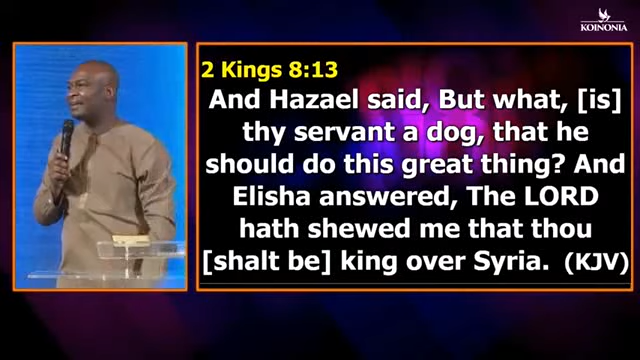 KOINONIA
2 Kings 8:13
And Hazael said, But what, [is]
thy servant a dog, that he
should do this great thing? And
Elisha answered, The LORD
hath shewed me that thou
[shalt be] king over Syria. (KJV)